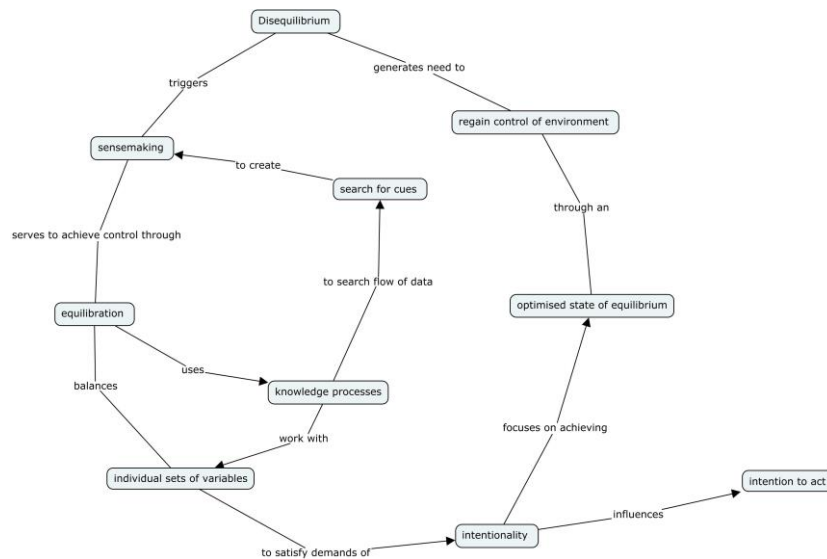 Disequilibrium
generates need to
triggers
regain control of environment
sensemaking
to create
search for cues
through an
serves to achieve control through
to search flow of data
optimised state of equilibrium
equilibration
uses
balances
knowledge processes
focuses on achieving
work with
individual sets of variables
intention to act
influences
intentionality
to satisfy demands of